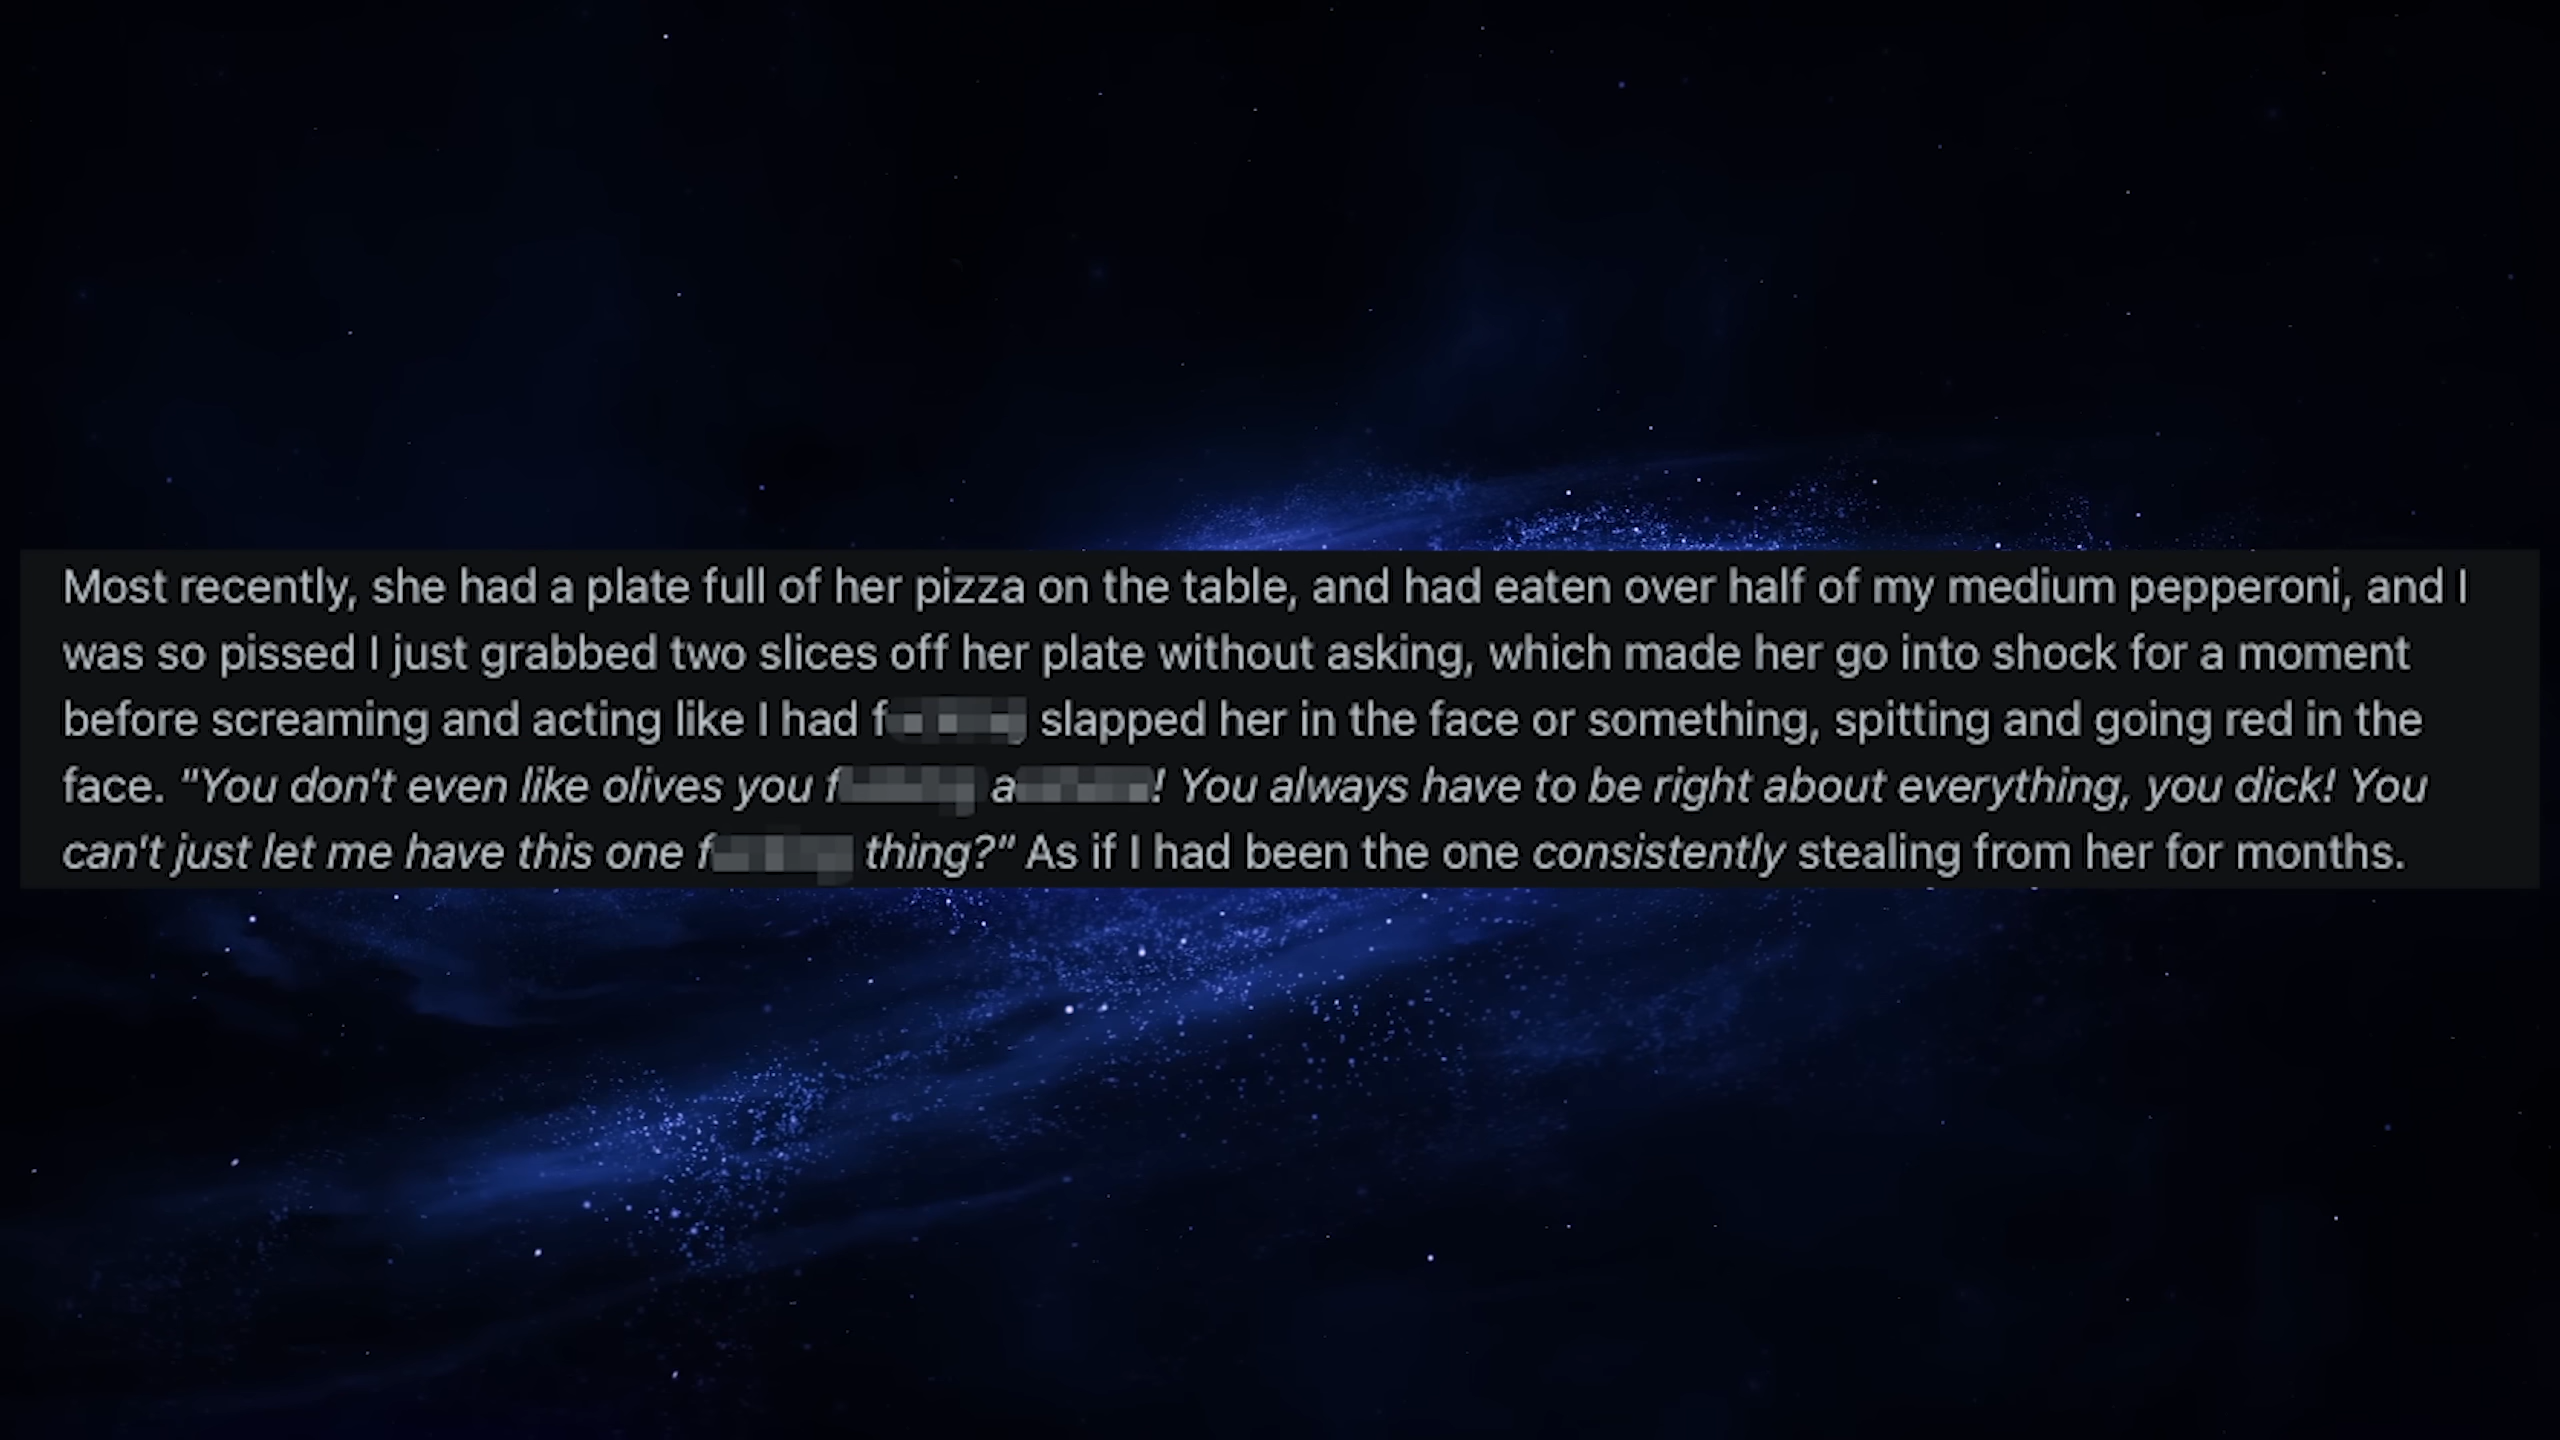 Most recently, she had a plate full of her pizza on the table, and had eaten over half of my medium pepperoni, and I
was so pissed I just grabbed two slices off her plate without asking, which made her go into shock for a moment
before screaming and acting like I had f slapped her in the face or something, spitting and going red in the
face. "You don't even like olives you f a! You always have to be right about everything, you dick! You
can't just let me have this one f thing?" As if I had been the one consistently stealing from her for months.